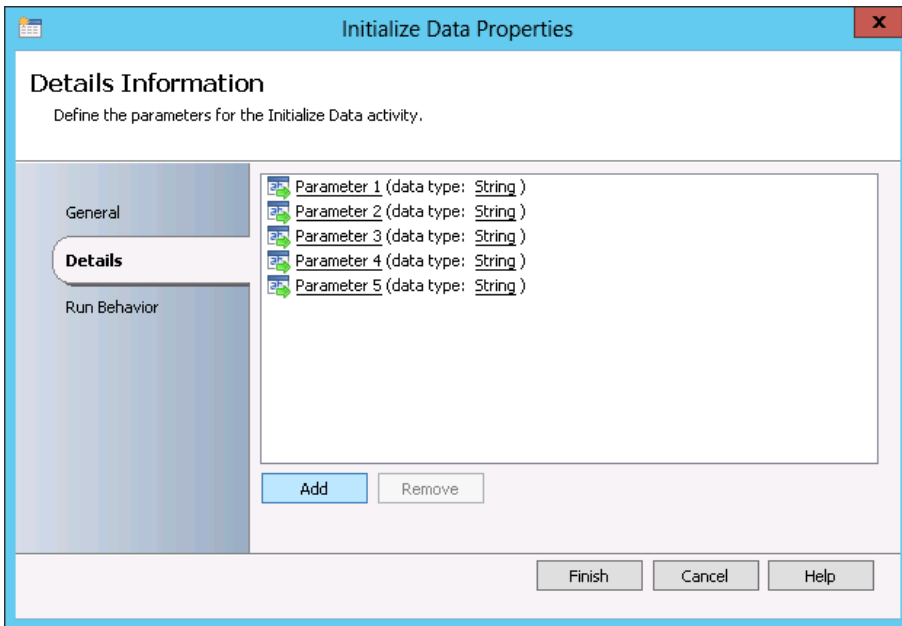 Initialize Data Properties
x
Details Information
Define the parameters for the Initialize Data activity.
General
Details
Run Behavior
Parameter 1 (data type: String )
Parameter 2 (data type: String )
Parameter 3 (data type: String )
Parameter 4 (data type: String )
Parameter 5 (data type: String )
Add
Remove
Finish
Cancel
Help